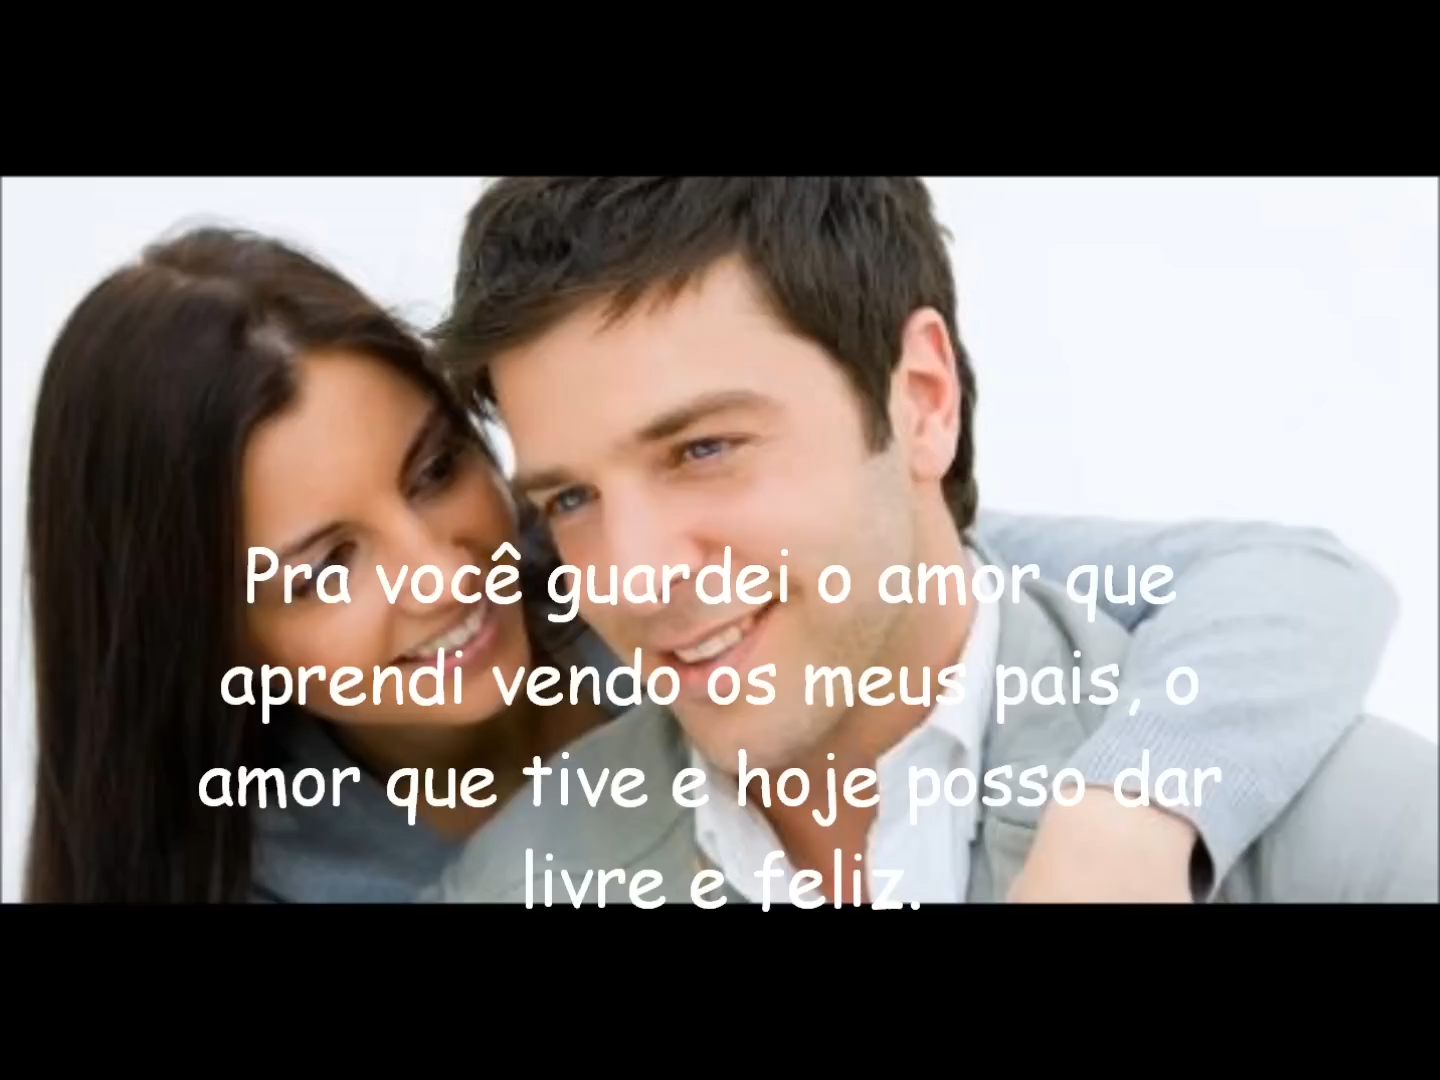 Pra você guardei o amor que
aprendi vendo os meus pais, o
amor que tive e hoje posso dar
livre e feliz.